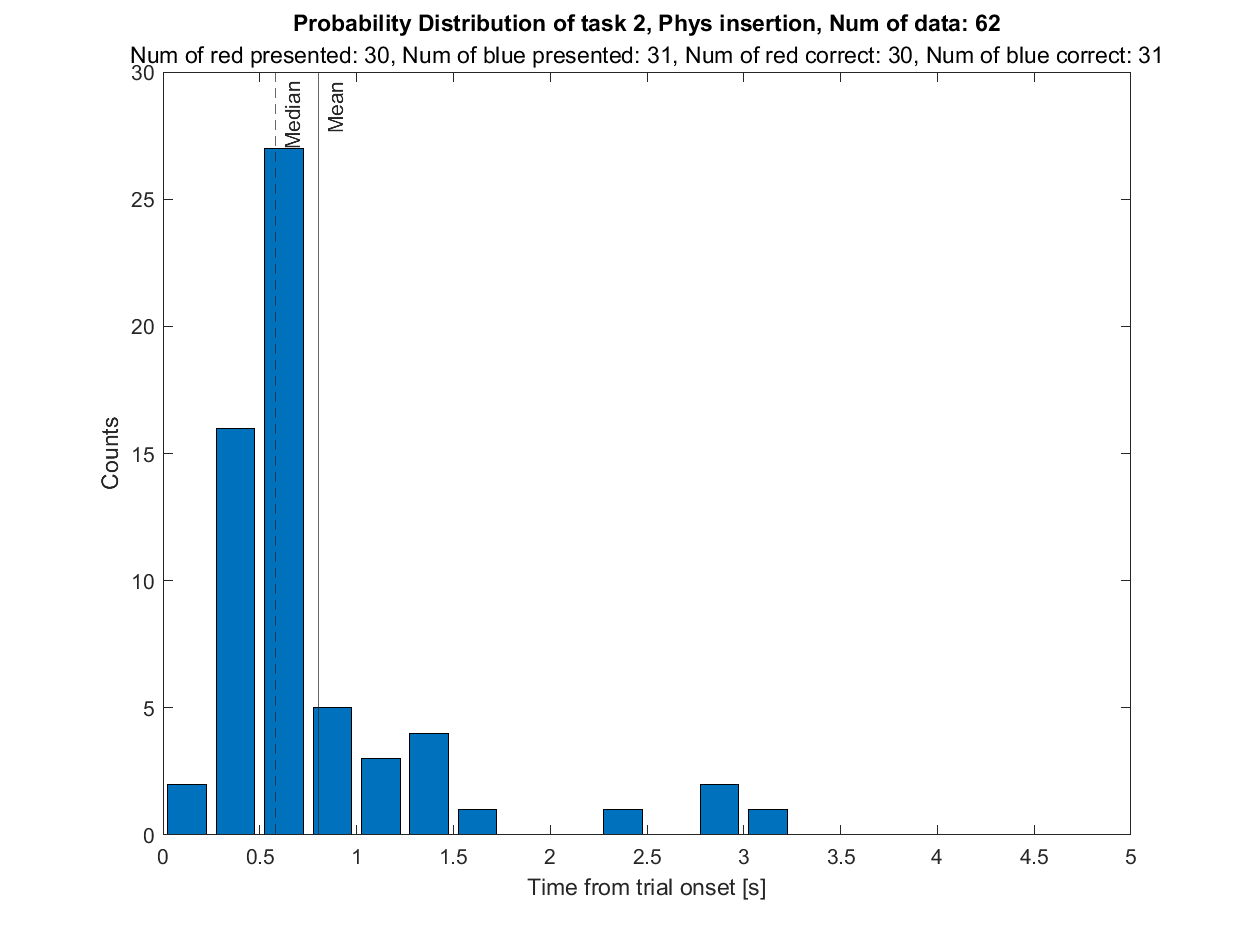 Probability Distribution of task 2, Phys insertion, Num of data: 62
Num of red presented: 30, Num of blue presented: 31, Num of red correct: 30, Num of blue correct: 31
Median
Mean
30
25
20
15
10
5
0
Counts
0 0.5 1 1.5 2 2.5 3 3.5 4 4.5 5
Time from trial onset [s]